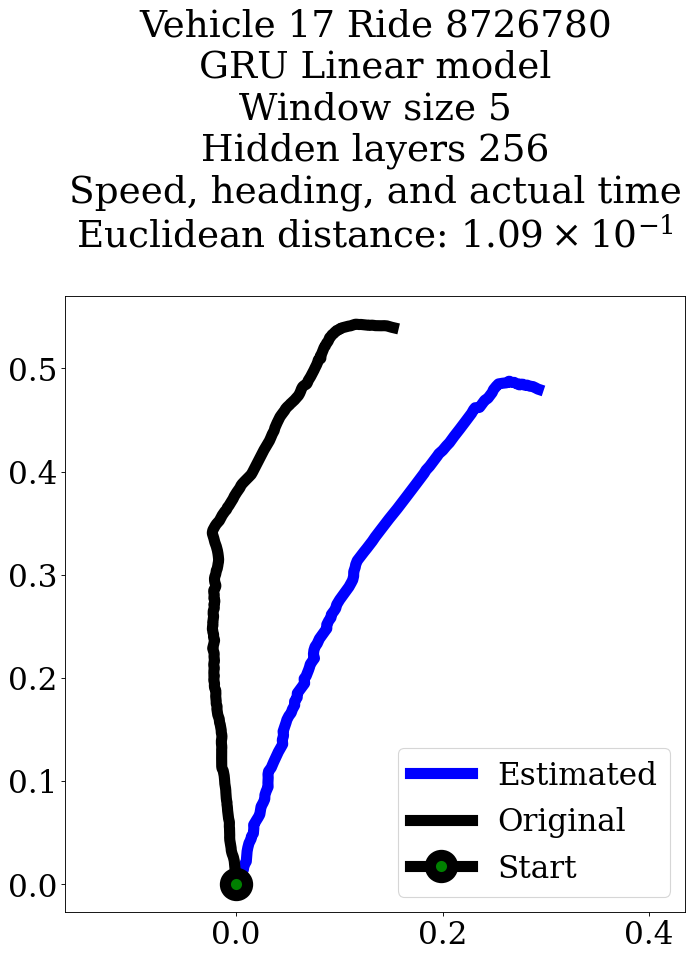 Vehicle 17 Ride 8726780
GRU Linear model
Window size 5
Hidden layers 256
Speed, heading, and actual time
Euclidean distance: 1.09 × 10⁻¹
0.5
0.4
0.3
0.2
0.1
0.0
Estimated
Original
Start
0.0 0.2 0.4